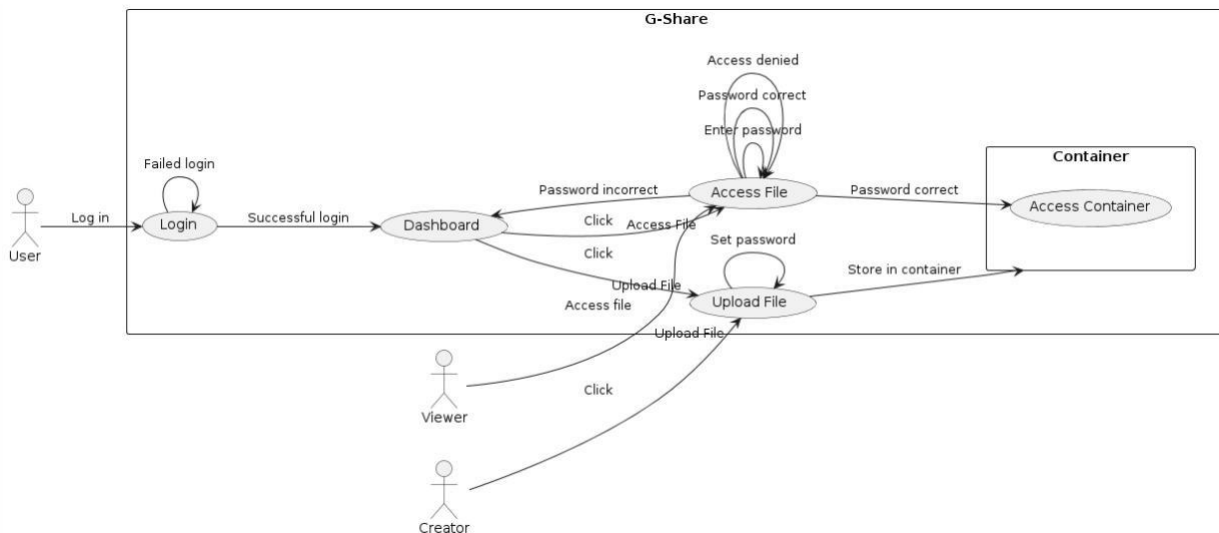 G-Share
Access denied
Password correct
Enter password
Container
Failed login
Password incorrect
Access File
Password correct
Access Container
User
Log in
Login
Successful login
Dashboard
Click
Access File
Set password
Click
Store in container
Upload File
Upload File
Access file
Upload File
Viewer
Click
Creator